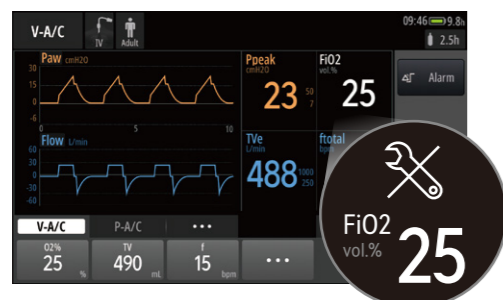 V-A/C
IV
Adult
09:46 9.8h
2.5h
Paw cmH2O
30
15
0
-6
0 5 10
Flow L/min
60
30
0
-30
-60
Ppeak
cmH2O
23
50
7
FiO2
vol.%
25
Alarm
TVe
L/min
488
1000
250
ftotal
bpm
V-A/C P-A/C •••
O2%
25
%
TV
490
mL
f
15
bpm
•••
FiO2
vol.%
25